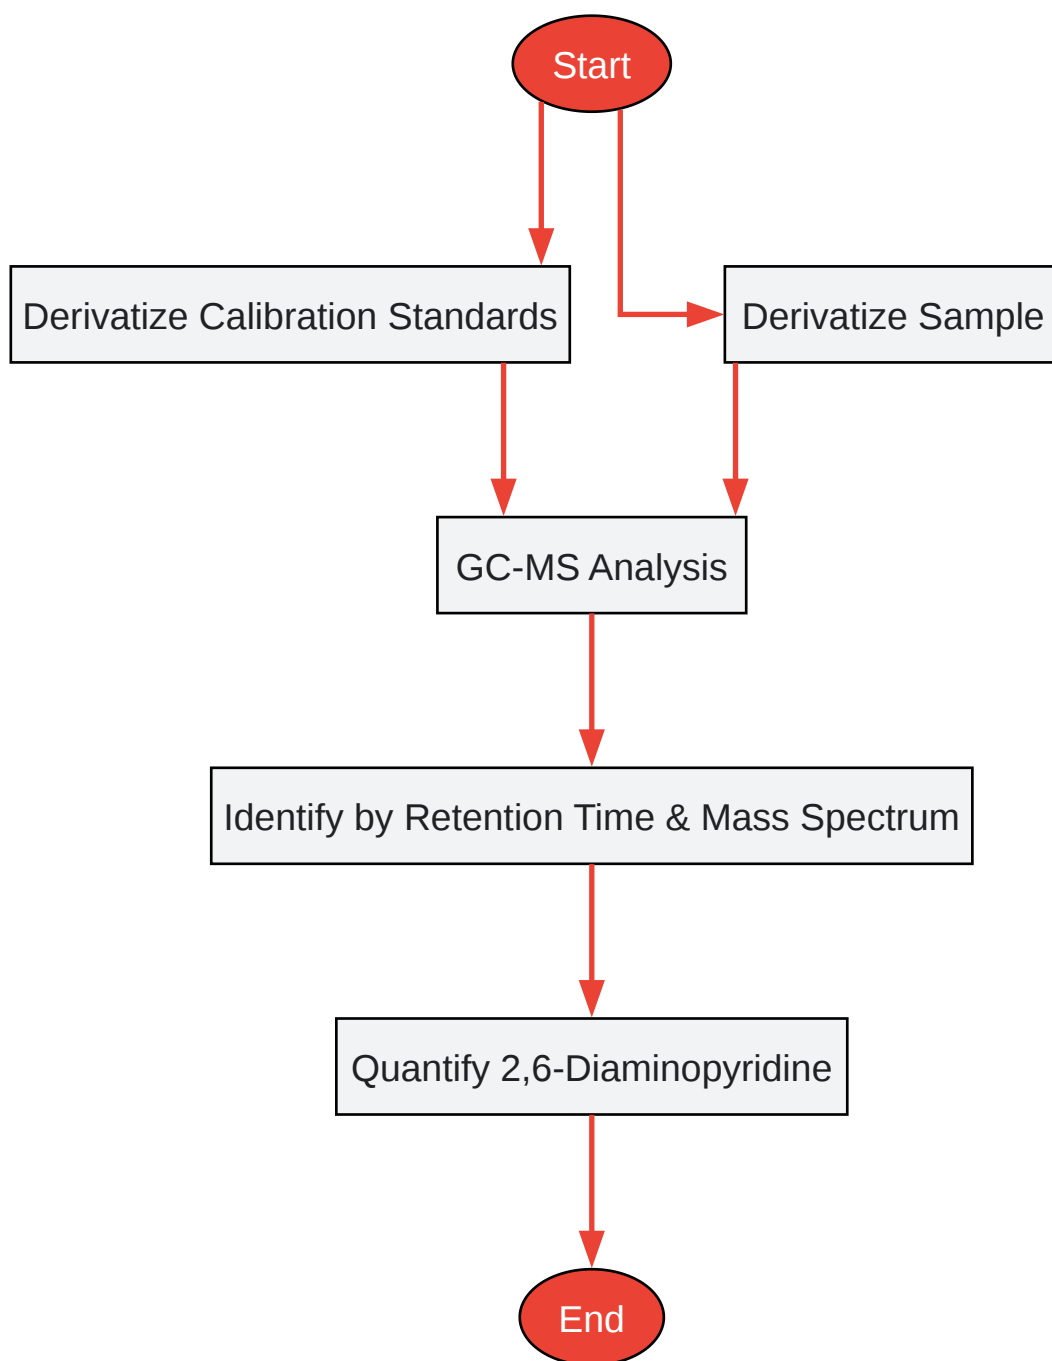 Start
Derivatize Calibration Standards
Derivatize Sample
GC-MS Analysis
Identify by Retention Time & Mass Spectrum
Quantify 2,6-Diaminopyridine
End